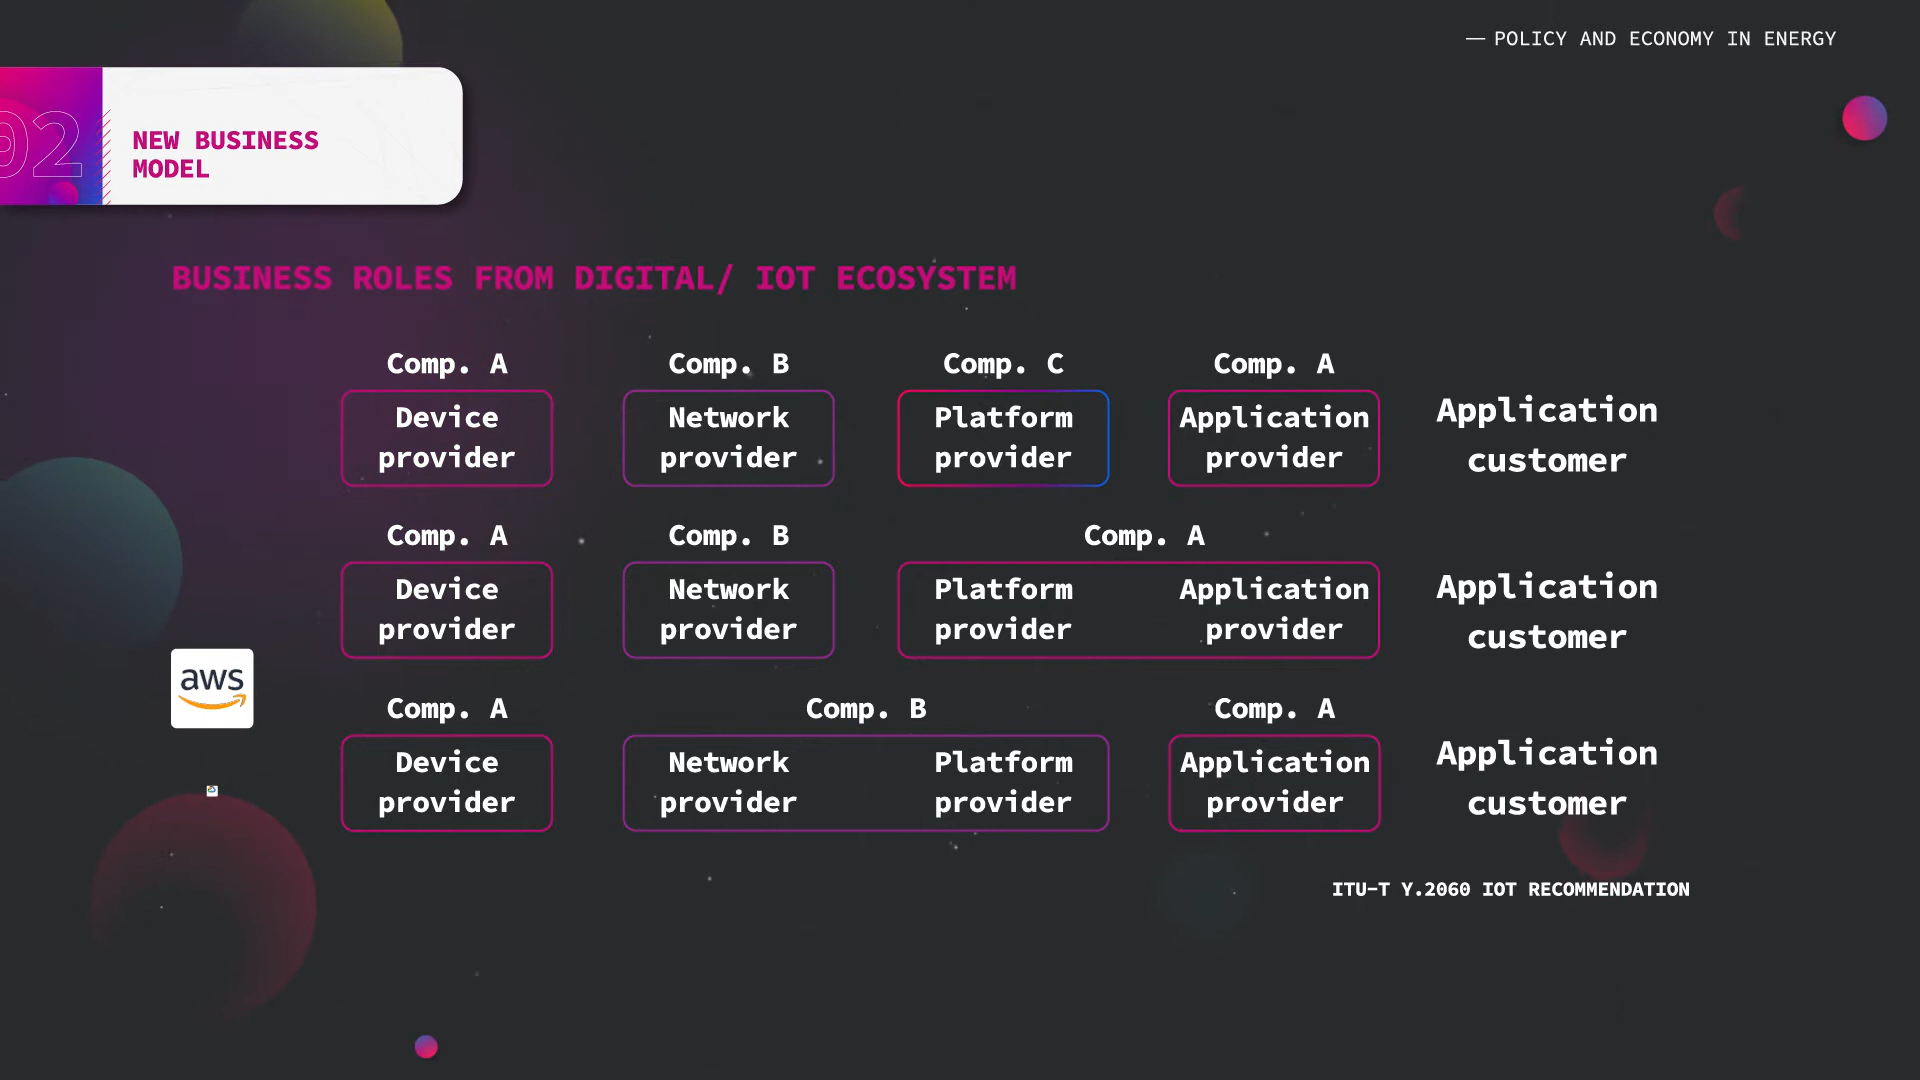 — POLICY AND ECONOMY IN ENERGY
02
NEW BUSINESS
MODEL
BUSINESS ROLES FROM DIGITAL/ IOT ECOSYSTEM
Comp. A Comp. B Comp. C Comp. A
Device Network Platform Application Application
provider provider provider provider customer
Comp. A Comp. B Comp. A
Device Network Platform Application Application
provider provider provider provider customer
aws
Comp. A Comp. B Comp. A
Device Network Platform Application Application
provider provider provider provider customer
ITU-T Y.2060 IOT RECOMMENDATION